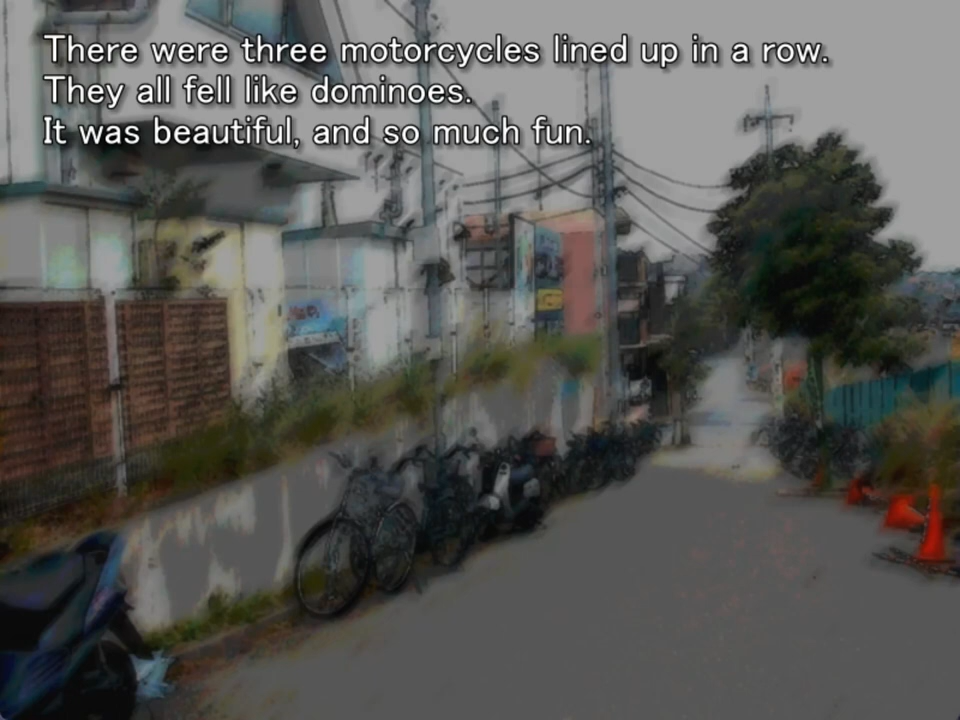 There were three motorcycles lined up in a row.
They all fell like dominoes.
It was beautiful, and so much fun.